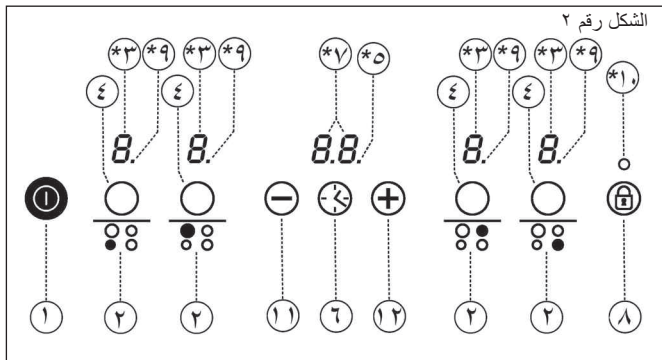 الشكل رقم ٢
*٣ *٩ *٣ *٩ *٧ *٥ *٣ *٩ *٣ *٩
٤ ٤ ٤ ٤ *١٠
8. 8. 8.8. 8. 8.
١ ٢ ٢ ١١ ٦ ١٢ ٢ ٢ ٨